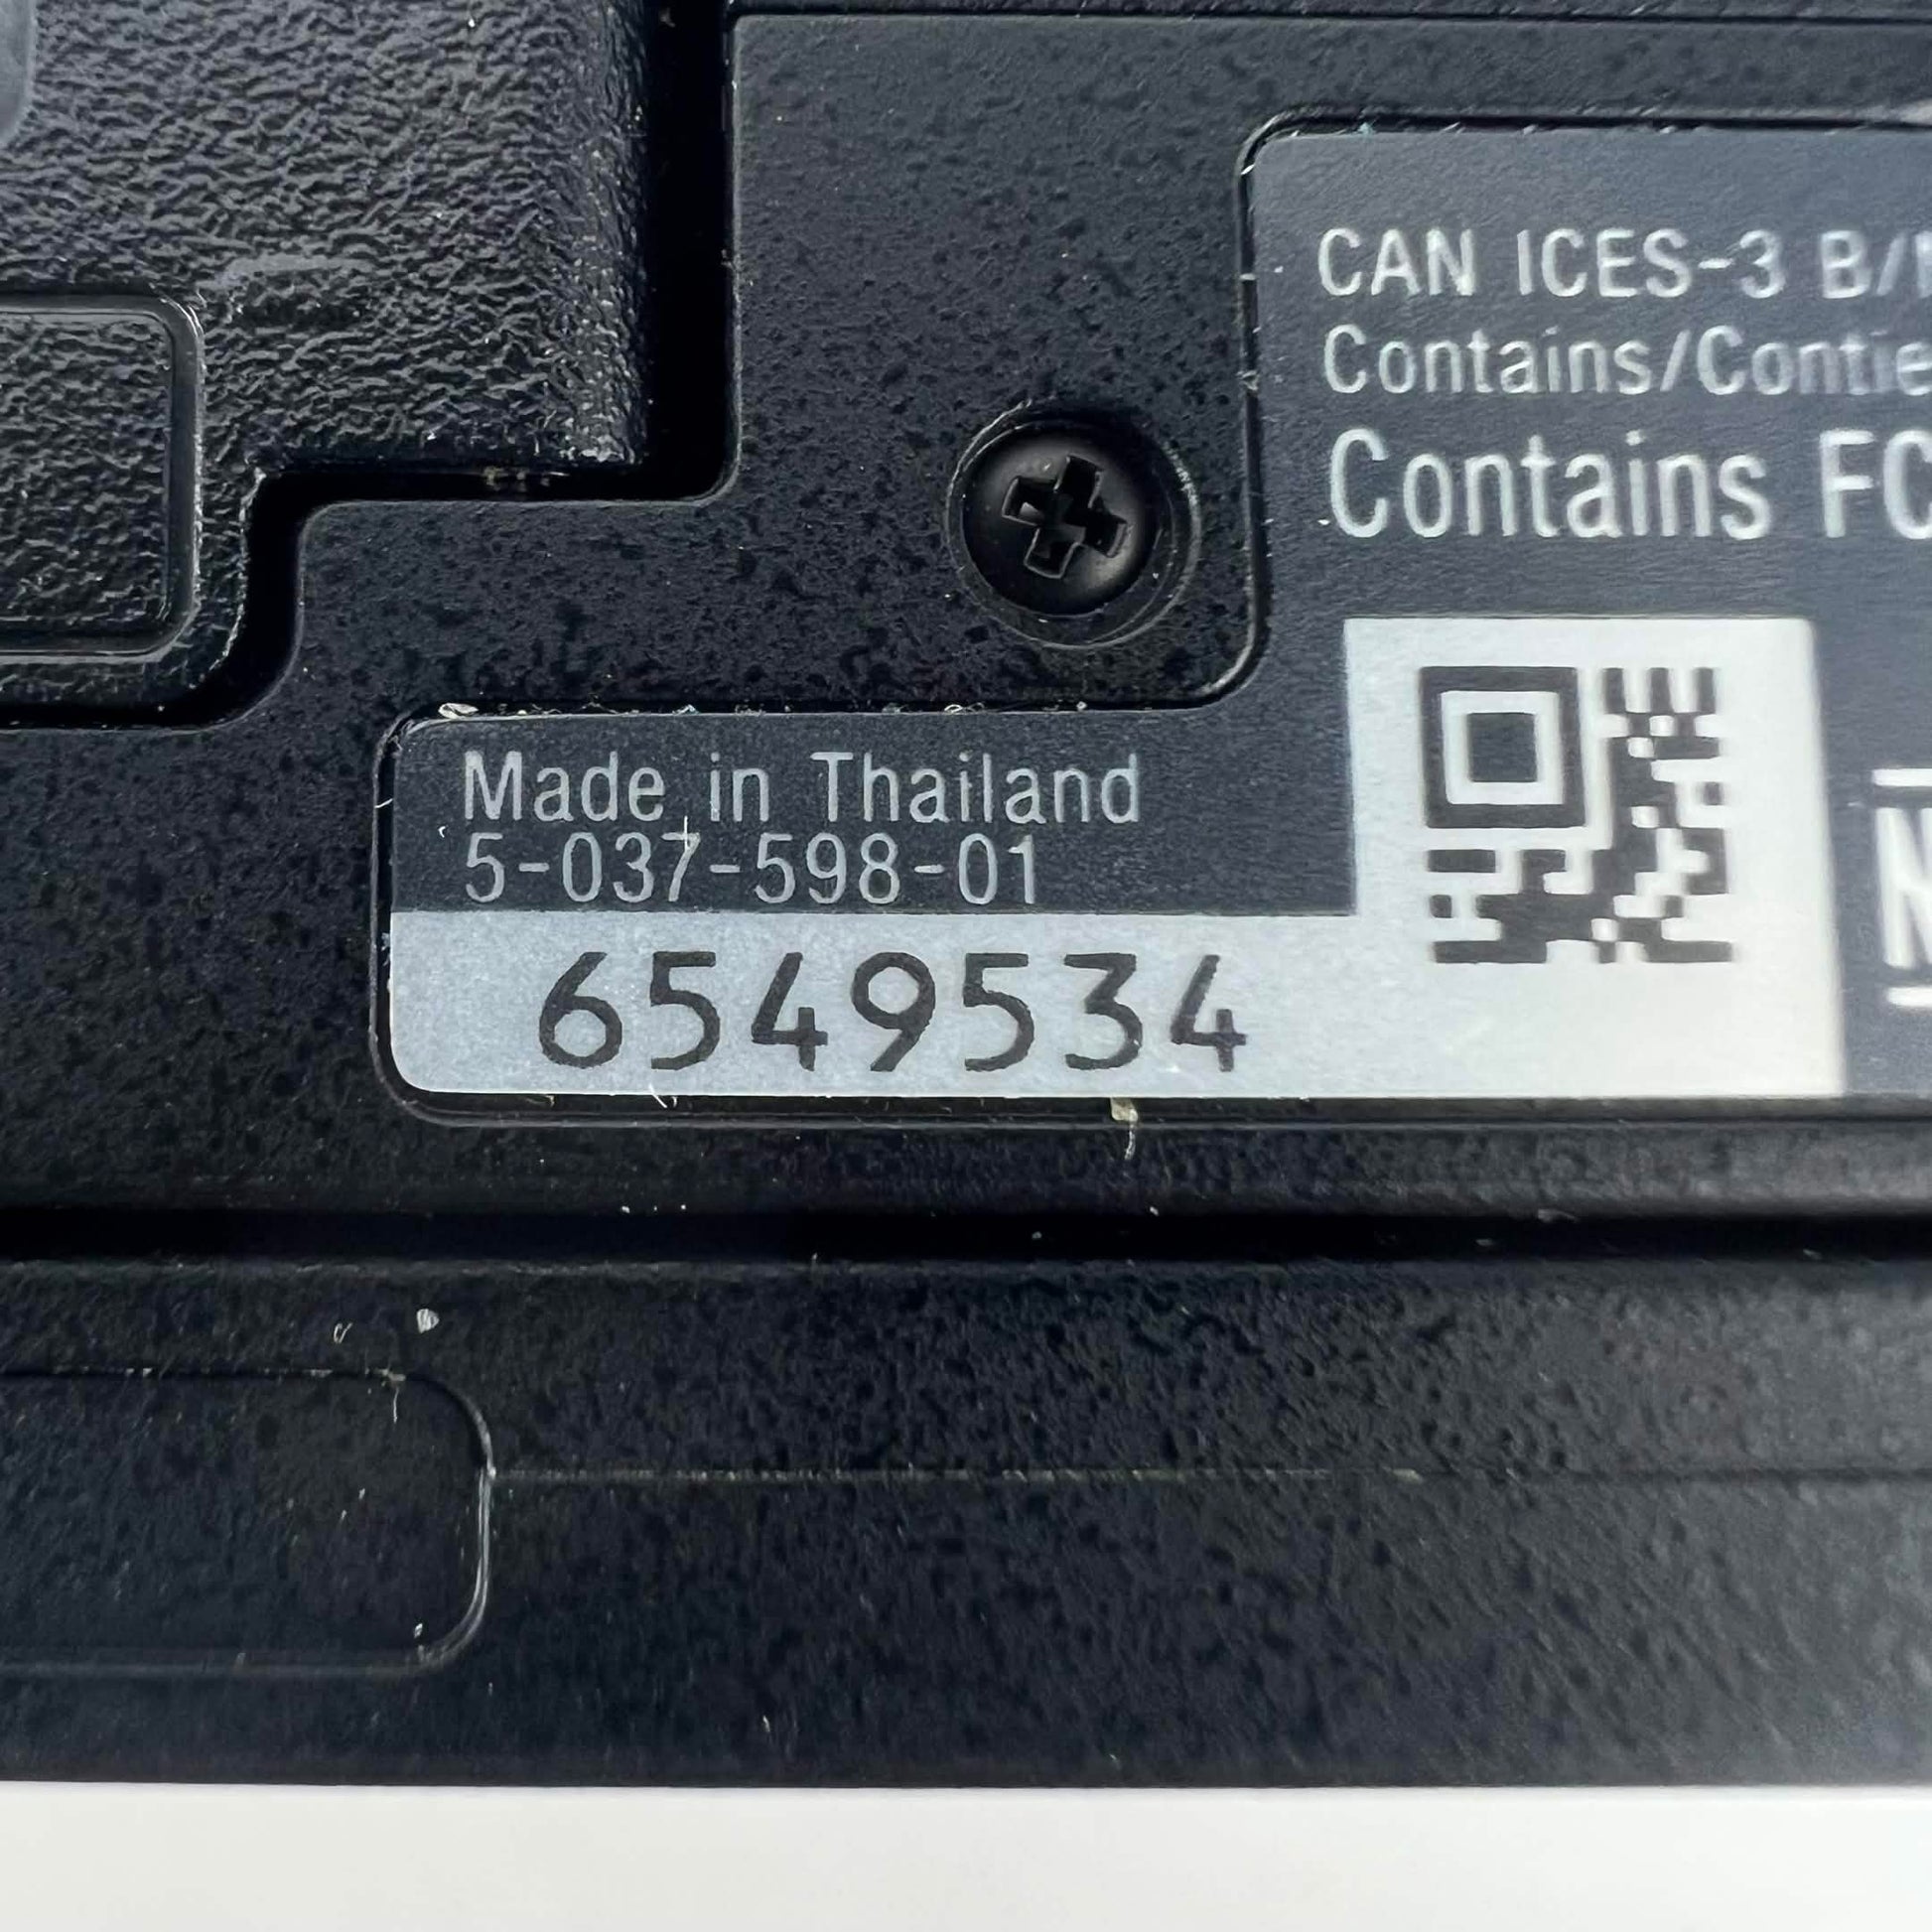 CAN ICES-3 B/
Contains/Contie
Contains FC
Made in Thailand
5-037-598-01
6549534